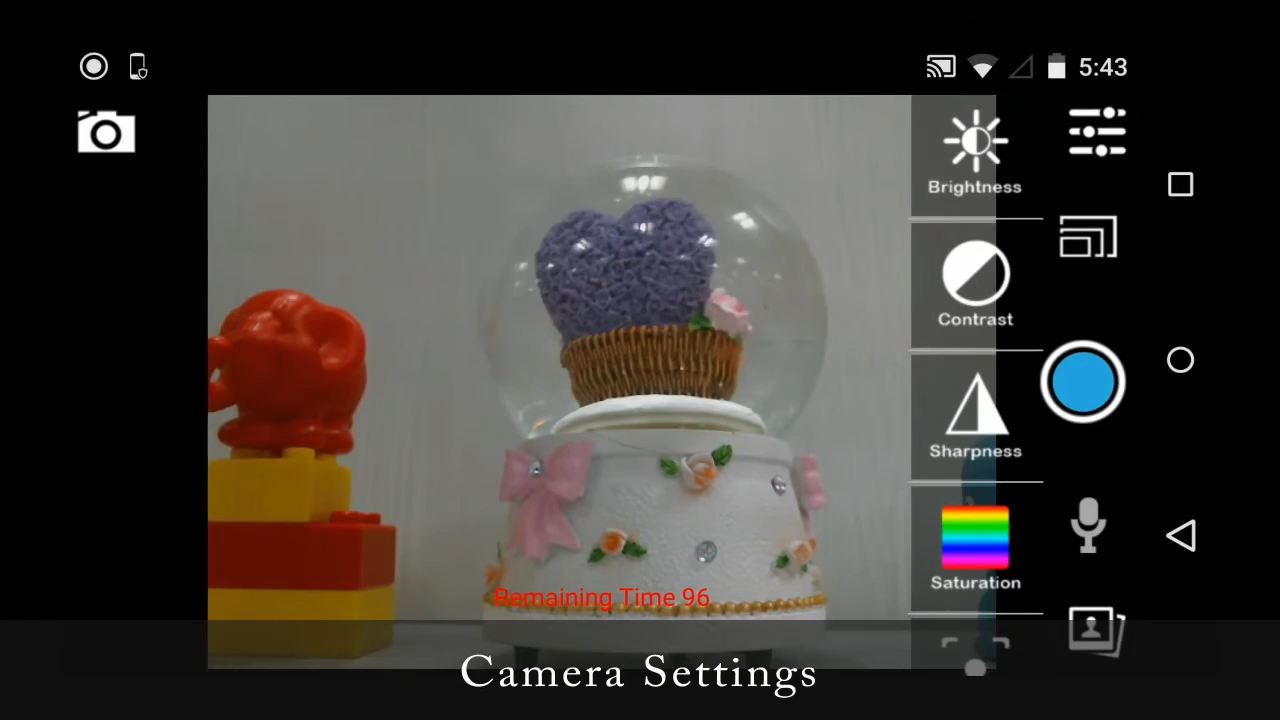 5:43
Brightness
Contrast
Sharpness
Saturation
Remaining Time 96
Camera Settings